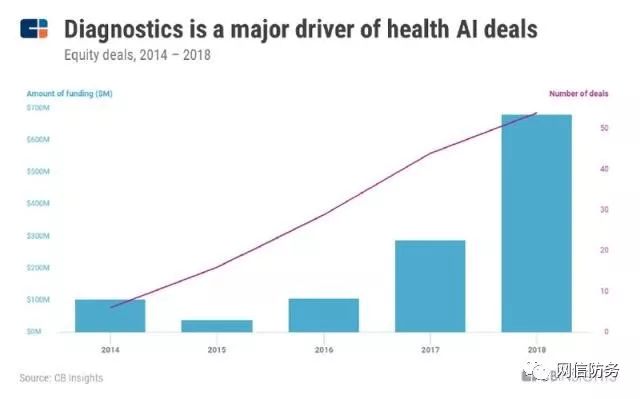 Diagnostics is a major driver of health AI deals
Equity deals, 2014 – 2018
Amount of funding ($M)
Number of deals
$700M
$600M
$500M
$400M
$300M
$200M
$100M
$0M
50
40
30
20
10
0
2014
2015
2016
2017
2018
Source: CB Insights
网信防务